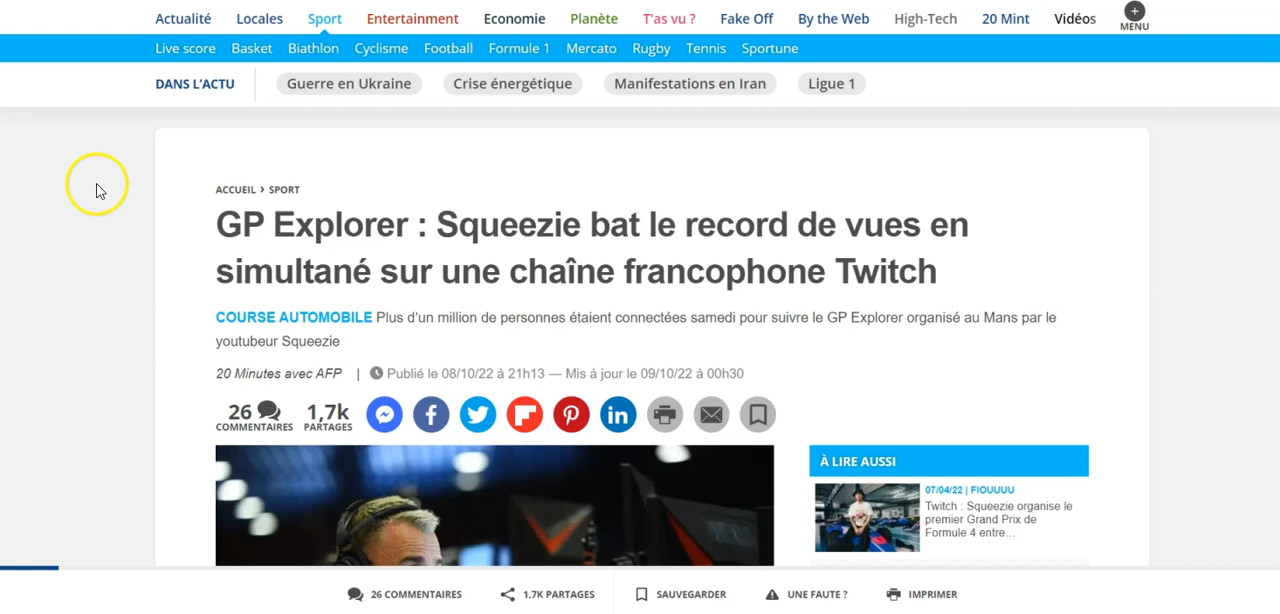 Actualité Locales Sport Entertainment Economie Planète T'as vu ? Fake Off By the Web High-Tech 20 Mint Vidéos MENU
Live score Basket Biathlon Cyclisme Football Formule 1 Mercato Rugby Tennis Sportune
DANS L'ACTU Guerre en Ukraine Crise énergétique Manifestations en Iran Ligue 1
ACCUEIL › SPORT
GP Explorer : Squeezie bat le record de vues en
simultané sur une chaîne francophone Twitch
COURSE AUTOMOBILE Plus d'un million de personnes étaient connectées samedi pour suivre le GP Explorer organisé au Mans par le
youtubeur Squeezie
20 Minutes avec AFP | Publié le 08/10/22 à 21h13 — Mis à jour le 09/10/22 à 00h30
26 1,7k
COMMENTAIRES PARTAGES
À LIRE AUSSI
07/04/22 | FIOUUUU
Twitch : Squeezie organise le
premier Grand Prix de
Formule 4 entre...
26 COMMENTAIRES 1,7K PARTAGES SAUVEGARDER UNE FAUTE ? IMPRIMER